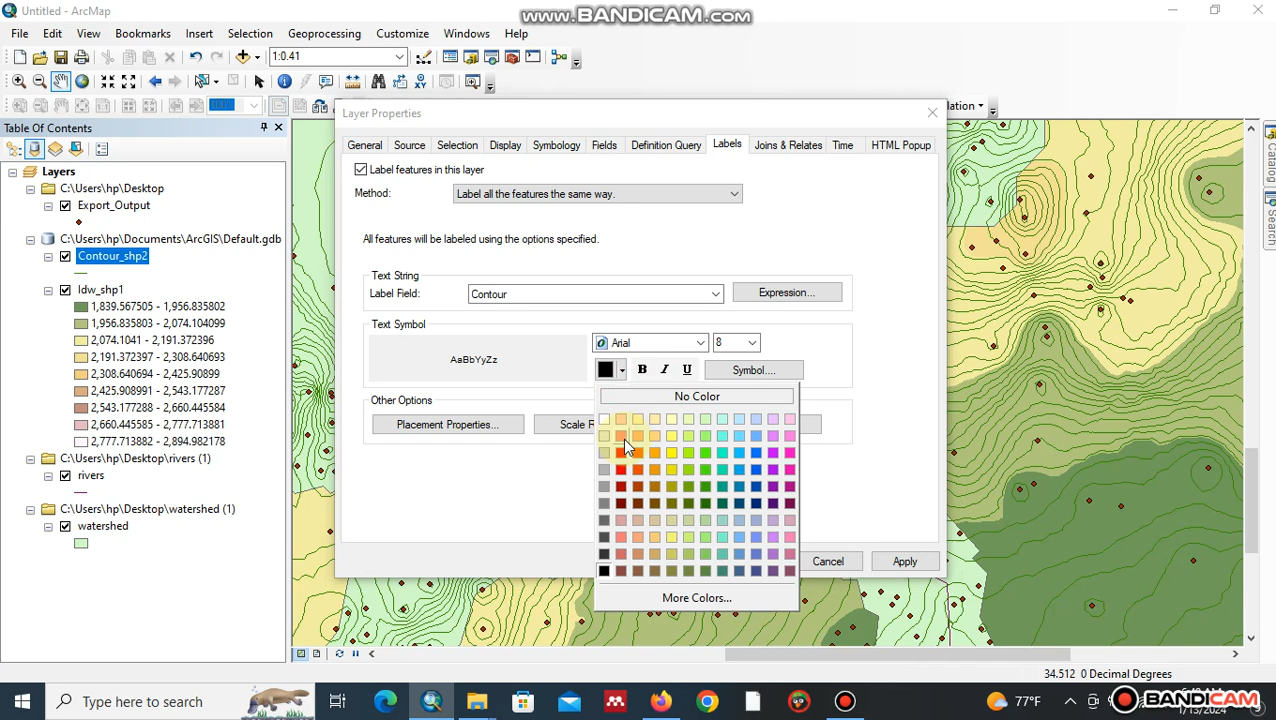 Untitled - ArcMap
www.BANDICAM.com
File Edit View Bookmarks Insert Selection Geoprocessing Customize Windows Help
1:0.41
Table Of Contents
Layers
C:\Users\hp\Desktop
Export_Output
C:\Users\hp\Documents\ArcGIS\Default.gdb
Contour_shp2
Idw_shp1
1,839.567505 - 1,956.835802
1,956.835803 - 2,074.104099
2,074.1041 - 2,191.372396
2,191.372397 - 2,308.640693
2,308.640694 - 2,425.90899
2,425.908991 - 2,543.177287
2,543.177288 - 2,660.445584
2,660.445585 - 2,777.713881
2,777.713882 - 2,894.982178
C:\Users\hp\Desktop\rivers (1)
rivers
C:\Users\hp\Desktop\watershed (1)
watershed
Layer Properties
General Source Selection Display Symbology Fields Definition Query Labels Joins & Relates Time HTML Popup
Label features in this layer
Method: Label all the features the same way.
All features will be labeled using the options specified.
Text String
Label Field: Contour Expression...
Text Symbol
AaBbYyZz
Arial 8
B I U Symbol....
No Color
Other Options
Placement Properties... Scale R
More Colors...
Cancel Apply
lation
Catalog
Search
34.512 0 Decimal Degrees
Type here to search
77°F
1/13/2024
BANDICAM